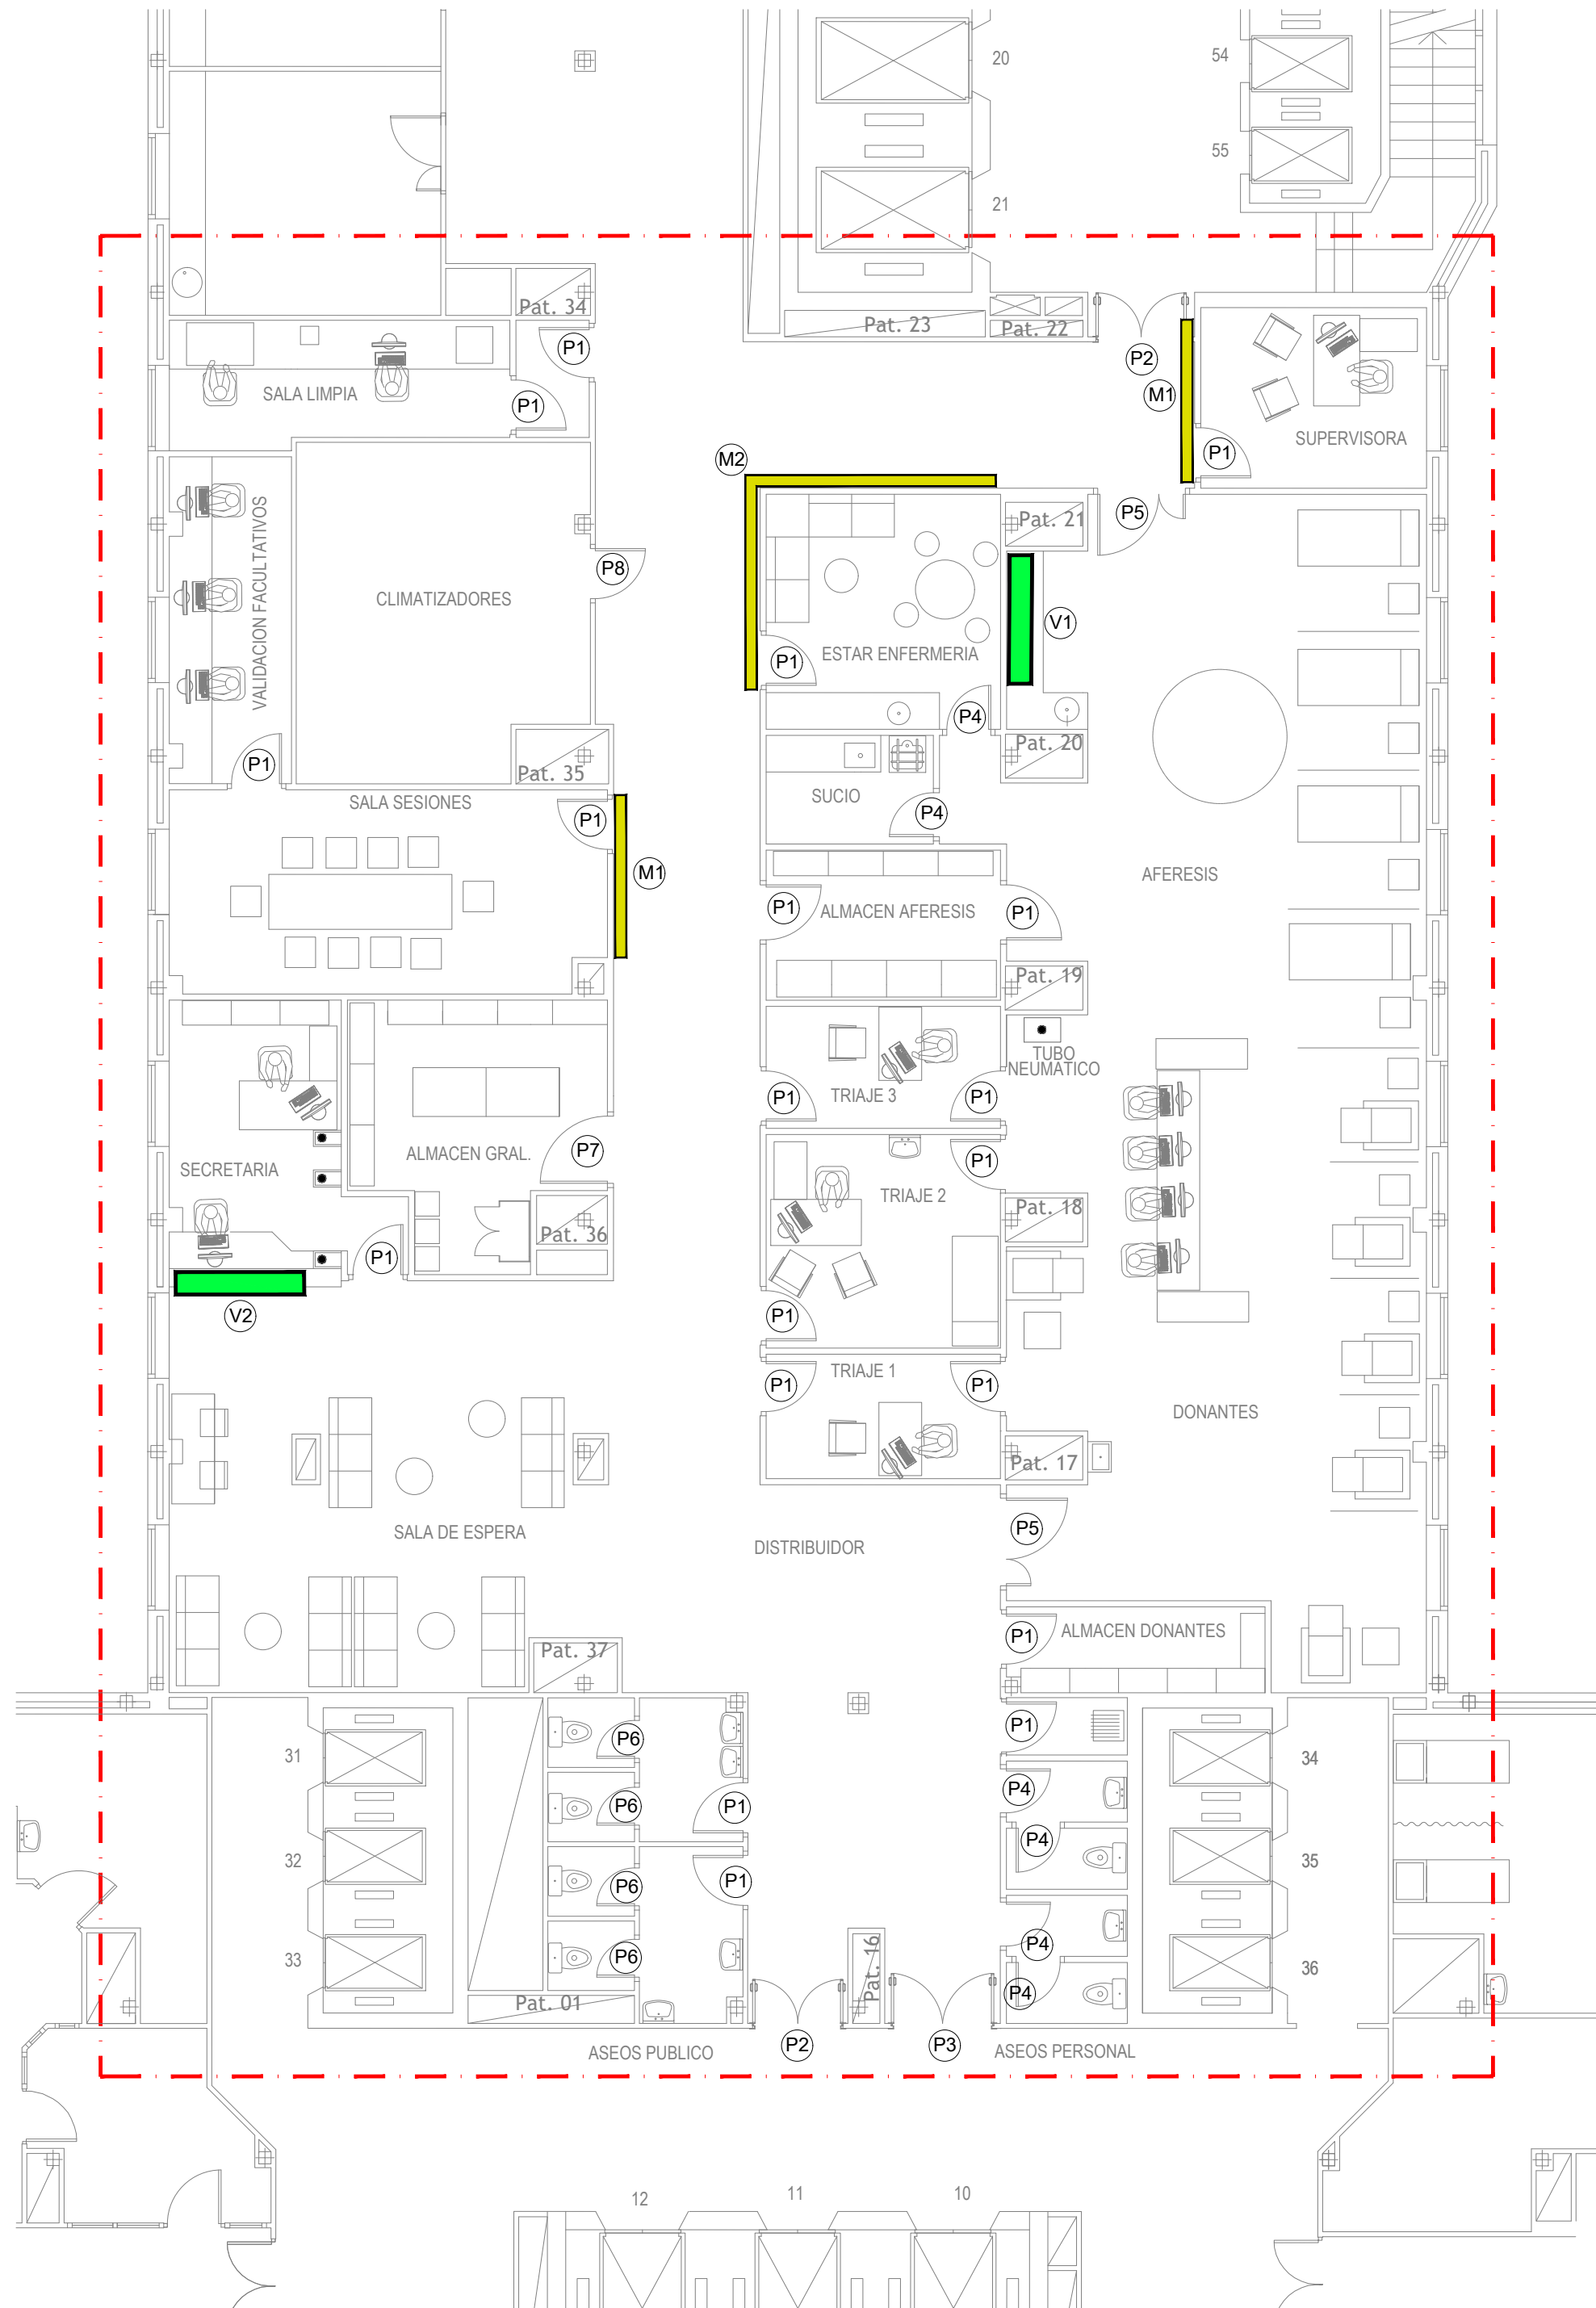 20
54
55
21
Pat. 34
Pat. 23
Pat. 22
P1
P2
SALA LIMPIA
P1
M1
SUPERVISORA
P1
M2
VALIDACION FACULTATIVOS
Pat. 21
P5
P8
CLIMATIZADORES
V1
ESTAR ENFERMERIA
P1
P4
Pat. 20
P1
Pat. 35
SUCIO
SALA SESIONES
P1
P4
M1
AFERESIS
P1
ALMACEN AFERESIS
P1
Pat. 19
TUBO
NEUMATICO
P1
TRIAJE 3
P1
ALMACEN GRAL.
P7
SECRETARIA
P1
TRIAJE 2
Pat. 18
Pat. 36
P1
V2
P1
TRIAJE 1
P1
P1
DONANTES
Pat. 17
SALA DE ESPERA
P5
DISTRIBUIDOR
P1
ALMACEN DONANTES
Pat. 37
P1
31
P6
34
P4
P6
P1
P4
32
35
P6
P1
P4
33
P6
Pat. 16
36
P4
Pat. 01
ASEOS PUBLICO
P2
P3
ASEOS PERSONAL
12
11
10